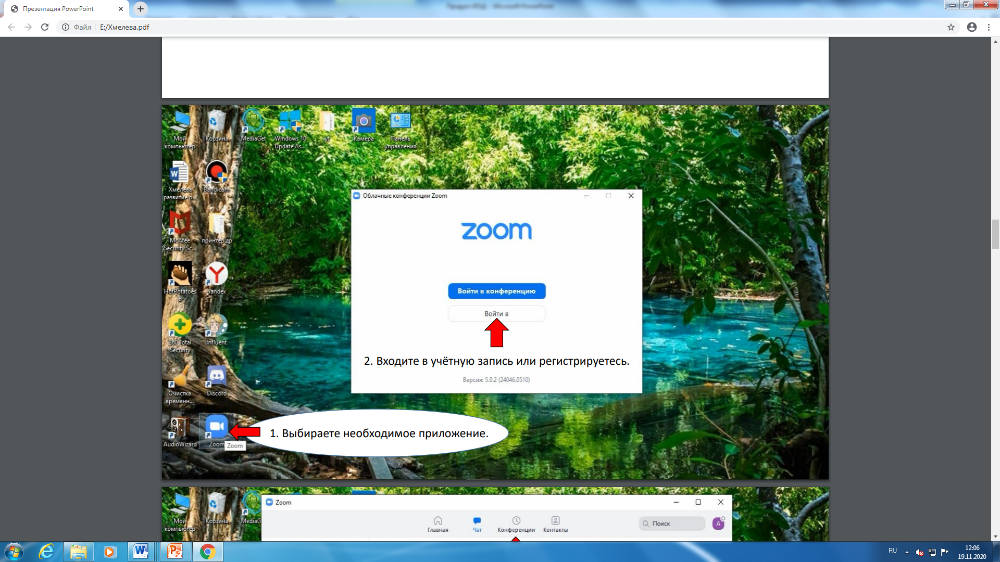 Презентация PowerPoint
Файл
E:/Хмелева.pdf
Мой компьютер
Корзина
MediaGet
Windows 10 Update As...
ут
Камера
Панель управления
Хмелева развитие р...
Bandicam
McAfee Security Sc...
принтер др
HotPotatoes 6
Yandex
360 Total Security
Influent
Очистка временн...
Discord
AudioWizard
Zoom
Zoom
Облачные конференции Zoom
zoom
Войти в конференцию
Войти в
2. Входите в учётную запись или регистрируетесь.
Версия: 5.0.2 (24046.0510)
1. Выбираете необходимое приложение.
Мой компьютер
Корзина
MediaG
Zoom
Главная
Чат
Конференции
Контакты
Поиск
A
RU
12:06
19.11.2020